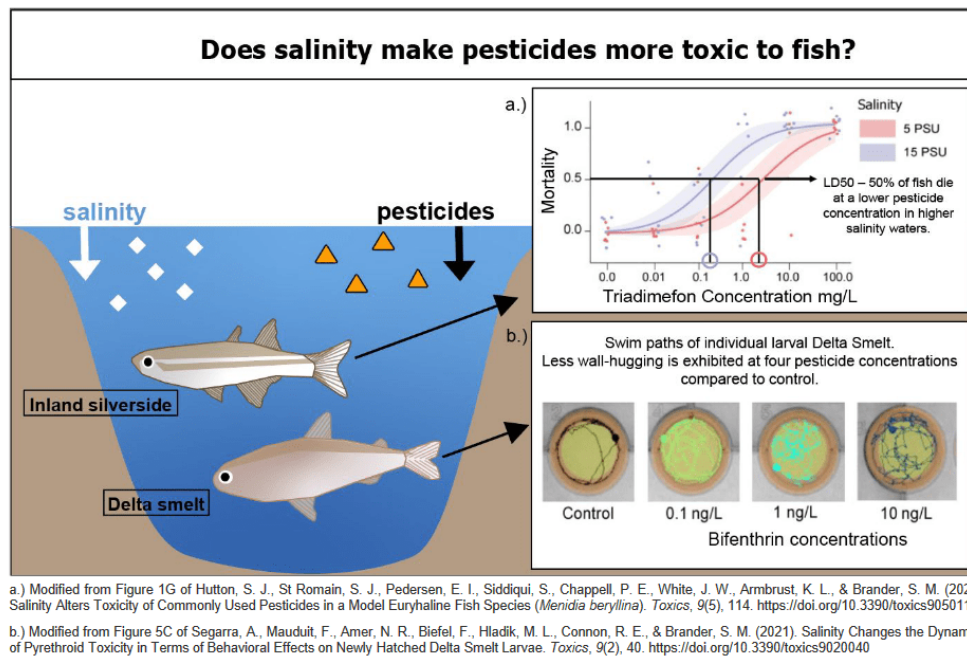 Does salinity make pesticides more toxic to fish?
salinity
pesticides
Inland silverside
Delta smelt
a.)
Mortality
1.0
0.5
0.0
0.0
0.01
0.1
1.0
10.0
100.0
Triadimefon Concentration mg/L
Salinity
5 PSU
15 PSU
LD50 – 50% of fish die
at a lower pesticide
concentration in higher
salinity waters.
b.)
Swim paths of individual larval Delta Smelt.
Less wall-hugging is exhibited at four pesticide concentrations
compared to control.
Control
0.1 ng/L
1 ng/L
10 ng/L
Bifenthrin concentrations
a.) Modified from Figure 1G of Hutton, S. J., St Romain, S. J., Pedersen, E. I., Siddiqui, S., Chappell, P. E., White, J. W., Armbrust, K. L., & Brander, S. M.
Salinity Alters Toxicity of Commonly Used Pesticides in a Model Euryhaline Fish Species (Menidia beryllina). Toxics, 9(5), 114.
b.) Modified from Figure 5C of Segarra, A., Mauduit, F., Amer, N. R., Biefel, F., Hladik, M. L., Connon, R. E., & Brander, S. M. (2021). Salinity Changes the
of Pyrethroid Toxicity in Terms of Behavioral Effects on Newly Hatched Delta Smelt Larvae. Toxics, 9(2), 40. https://doi.org/10.3390/toxics9020040